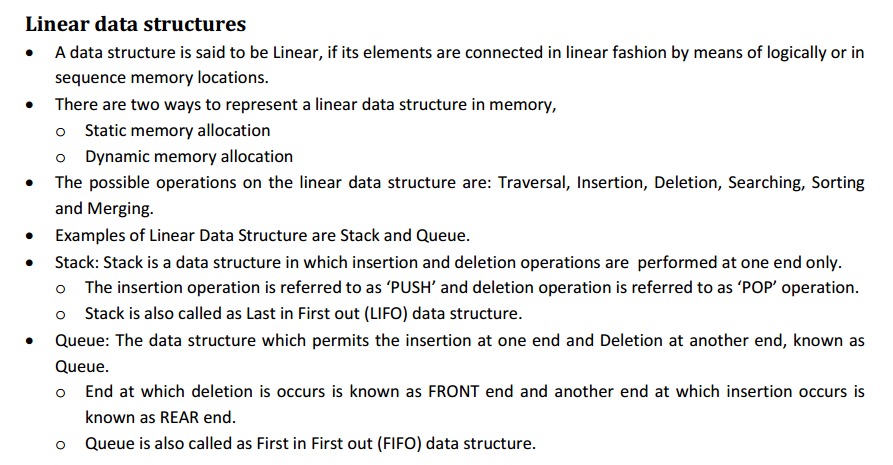 Linear data structures
• A data structure is said to be Linear, if its elements are connected in linear fashion by means of logically or in
sequence memory locations.
• There are two ways to represent a linear data structure in memory,
o Static memory allocation
o Dynamic memory allocation
• The possible operations on the linear data structure are: Traversal, Insertion, Deletion, Searching, Sorting
and Merging.
• Examples of Linear Data Structure are Stack and Queue.
• Stack: Stack is a data structure in which insertion and deletion operations are performed at one end only.
o The insertion operation is referred to as ‘PUSH’ and deletion operation is referred to as ‘POP’ operation.
o Stack is also called as Last in First out (LIFO) data structure.
• Queue: The data structure which permits the insertion at one end and Deletion at another end, known as
Queue.
o End at which deletion is occurs is known as FRONT end and another end at which insertion occurs is
known as REAR end.
o Queue is also called as First in First out (FIFO) data structure.